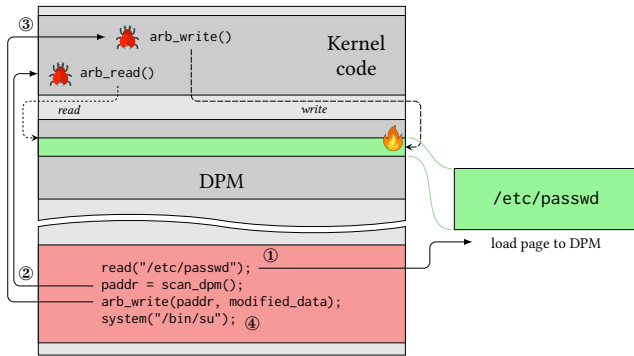 ③
arb_write()
Kernel
code
arb_read()
read
write
DPM
/etc/passwd
load page to DPM
①
read("/etc/passwd");
②
paddr = scan_dpm();
arb_write(paddr, modified_data);
system("/bin/su"); ④